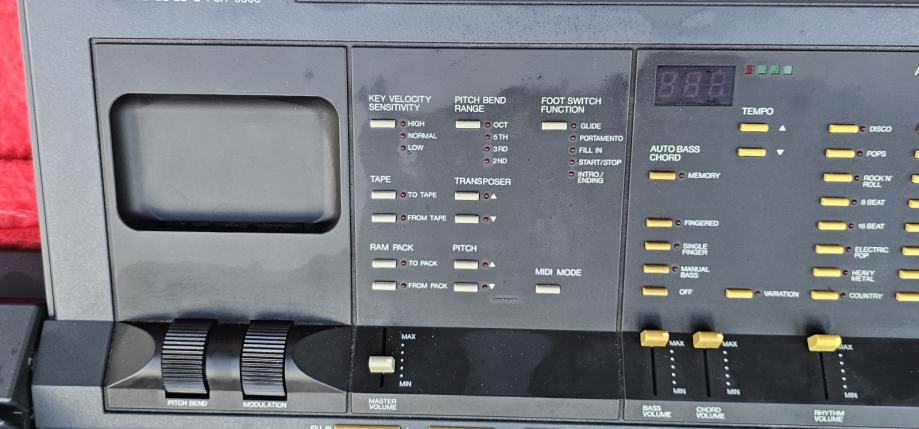 KEY VELOCITY
SENSITIVITY
HIGH
NORMAL
LOW
PITCH BEND
RANGE
OCT
5TH
3RD
2ND
FOOT SWITCH
FUNCTION
GLIDE
PORTAMENTO
FILL IN
START/STOP
INTRO/
ENDING
TAPE
TO TAPE
FROM TAPE
TRANSPOSER
RAM PACK
TO PACK
FROM PACK
PITCH
MIDI MODE
TEMPO
AUTO BASS
CHORD
MEMORY
FINGERED
SINGLE
FINGER
MANUAL
BASS
OFF
VARIATION
DISCO
POPS
ROCK'N'
ROLL
8 BEAT
16 BEAT
ELECTRIC
POP
HEAVY
METAL
COUNTRY
PITCH BEND
MODULATION
MAX
MIN
MASTER
VOLUME
MAX
MIN
BASS
VOLUME
MAX
MIN
CHORD
VOLUME
MAX
MIN
RHYTHM
VOLUME
FILL IN